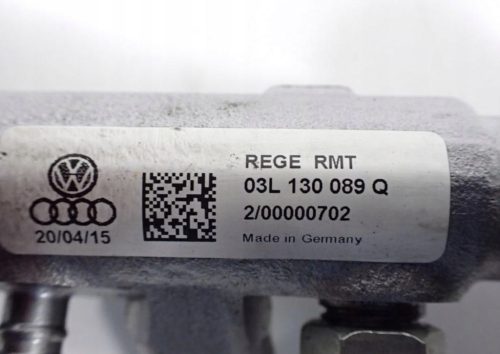 REGE RMT
03L 130 089 Q
2/00000702
Made in Germany
20/04/15